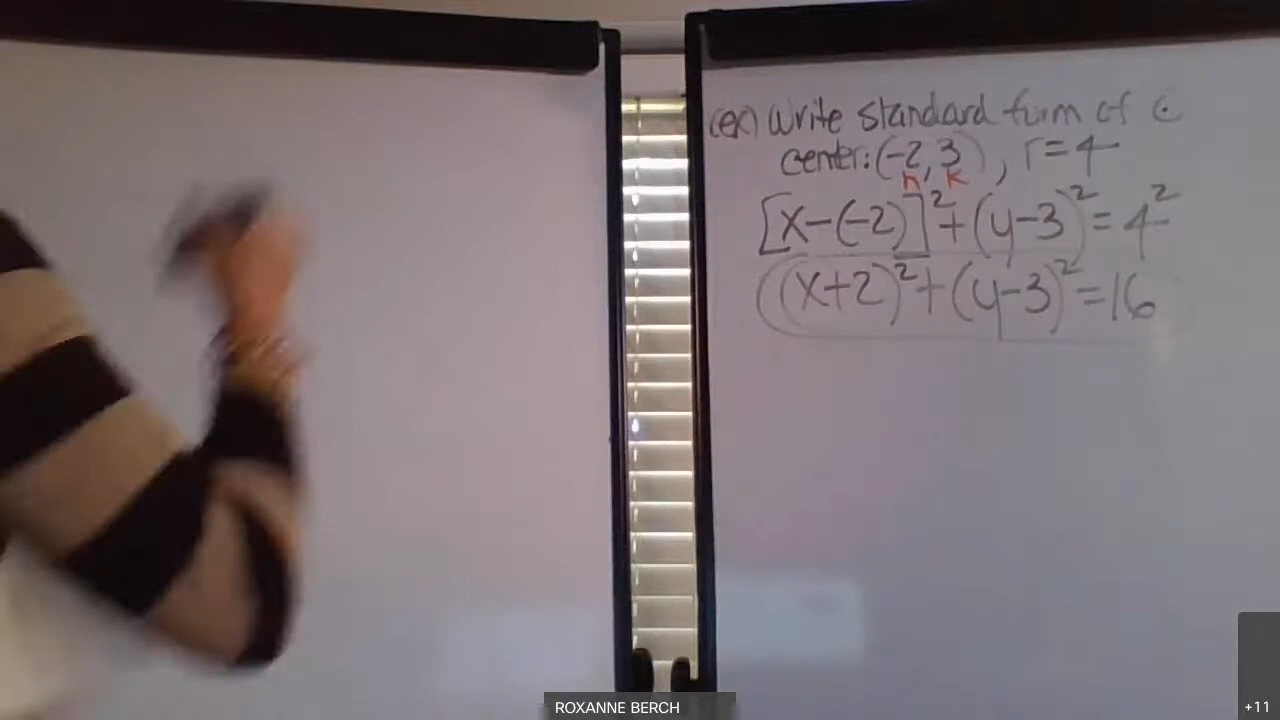 (ex) Write standard form of ⊙
center: (-2, 3), r=4
h k
[x-(-2)]²+(y-3)²=4²
(x+2)²+(y-3)²=16
ROXANNE BERCH
+11